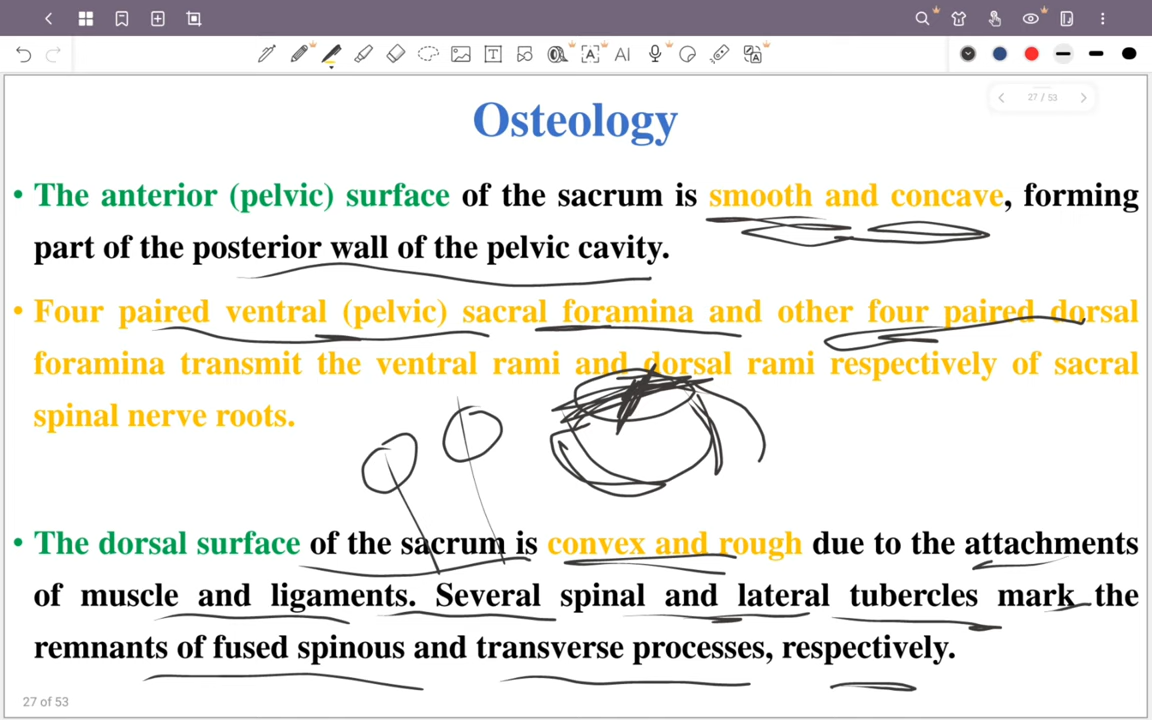 AI
27 / 53
Osteology
• The anterior (pelvic) surface of the sacrum is smooth and concave, forming
part of the posterior wall of the pelvic cavity.
• Four paired ventral (pelvic) sacral foramina and other four paired dorsal
foramina transmit the ventral rami and dorsal rami respectively of sacral
spinal nerve roots.
• The dorsal surface of the sacrum is convex and rough due to the attachments
of muscle and ligaments. Several spinal and lateral tubercles mark the
remnants of fused spinous and transverse processes, respectively.
27 of 53